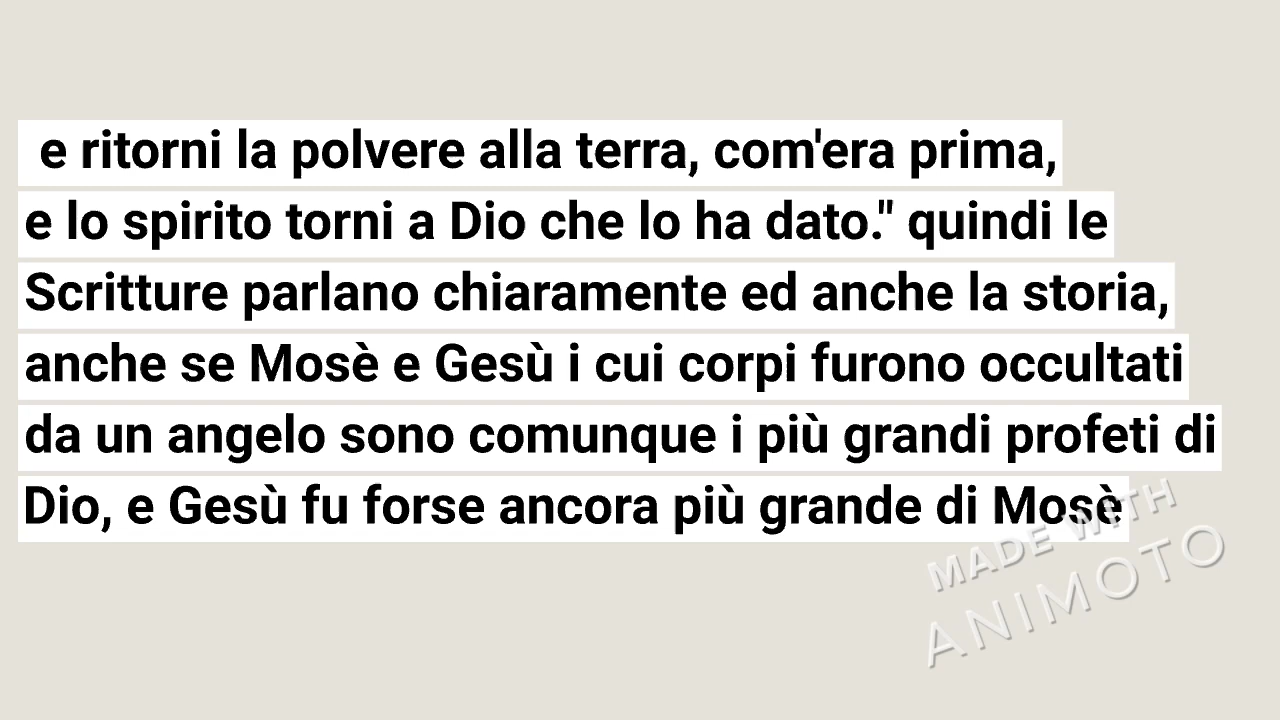 e ritorni la polvere alla terra, com'era prima,
e lo spirito torni a Dio che lo ha dato." quindi le
Scritture parlano chiaramente ed anche la storia,
anche se Mosè e Gesù i cui corpi furono occultati
da un angelo sono comunque i più grandi profeti di
Dio, e Gesù fu forse ancora più grande di Mosè
MADE WITH
ANIMOTO